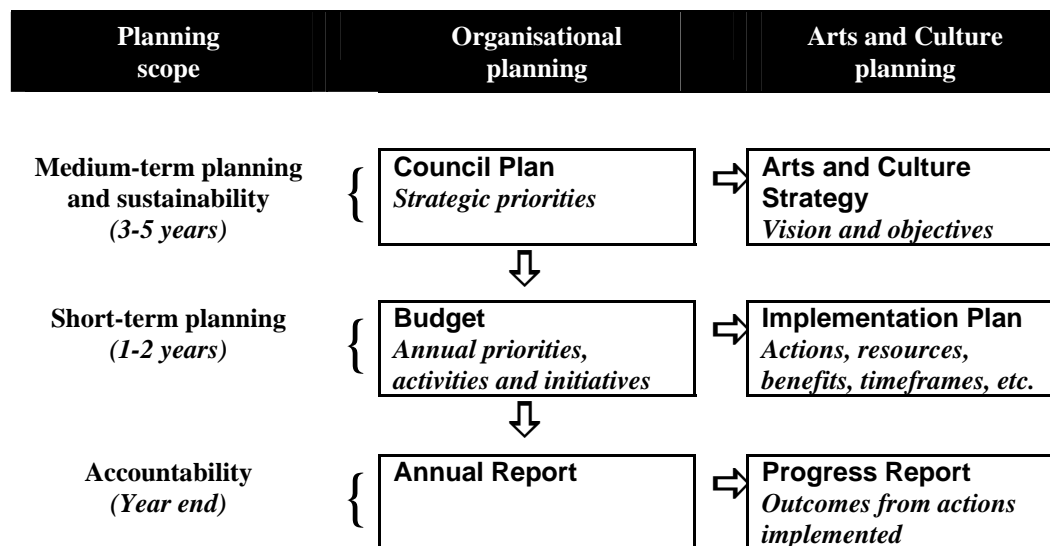 Planning
scope
Organisational
planning
Arts and Culture
planning
Medium-term planning
and sustainability
(3-5 years)
{
Council Plan
Strategic priorities
Arts and Culture
Strategy
Vision and objectives
Short-term planning
(1-2 years)
{
Budget
Annual priorities,
activities and initiatives
Implementation Plan
Actions, resources,
benefits, timeframes, etc.
Accountability
(Year end)
{
Annual Report
Progress Report
Outcomes from actions
implemented